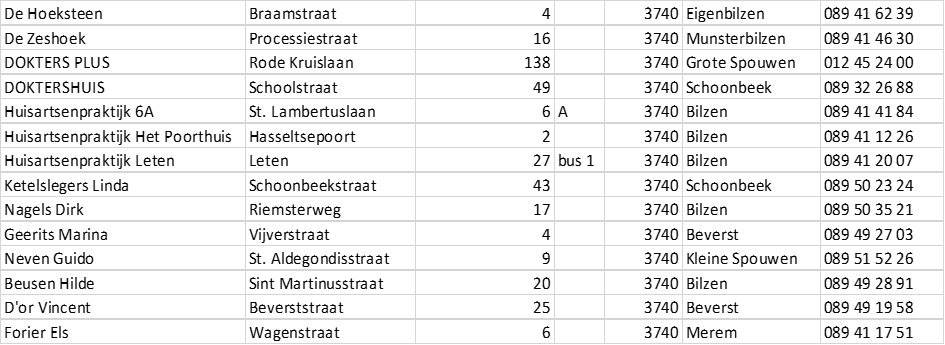 De Hoeksteen Braamstraat 4 3740 Eigenbilzen 089 41 62 39
De Zeshoek Processiestraat 16 3740 Munsterbilzen 089 41 46 30
DOKTERS PLUS Rode Kruislaan 138 3740 Grote Spouwen 012 45 24 00
DOKTERSHUIS Schoolstraat 49 3740 Schoonbeek 089 32 26 88
Huisartsenpraktijk 6A St. Lambertuslaan 6 A 3740 Bilzen 089 41 41 84
Huisartsenpraktijk Het Poorthuis Hasseltsepoort 2 3740 Bilzen 089 41 12 26
Huisartsenpraktijk Leten Leten 27 bus 1 3740 Bilzen 089 41 20 07
Ketelslegers Linda Schoonbeekstraat 43 3740 Schoonbeek 089 50 23 24
Nagels Dirk Riemsterweg 17 3740 Bilzen 089 50 35 21
Geerits Marina Vijverstraat 4 3740 Beverst 089 49 27 03
Neven Guido St. Aldegondisstraat 9 3740 Kleine Spouwen 089 51 52 26
Beusen Hilde Sint Martinusstraat 20 3740 Bilzen 089 49 28 91
D'or Vincent Beverststraat 25 3740 Beverst 089 49 19 58
Forier Els Wagenstraat 6 3740 Merem 089 41 17 51